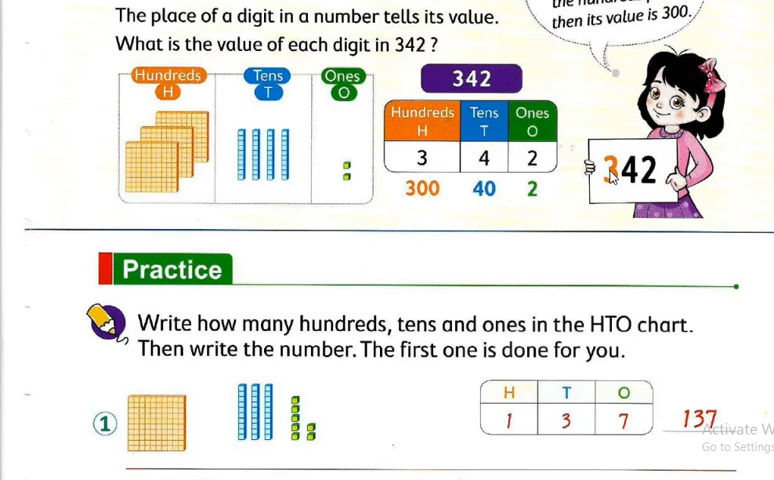 The place of a digit in a number tells its value.
then its value is 300.
What is the value of each digit in 342 ?
Hundreds Tens Ones
H T O
342
Hundreds Tens Ones
H T O
3 4 2
300 40 2
342
Practice
Write how many hundreds, tens and ones in the HTO chart.
Then write the number. The first one is done for you.
1
H T O
1 3 7 137
Activate W
Go to Settings